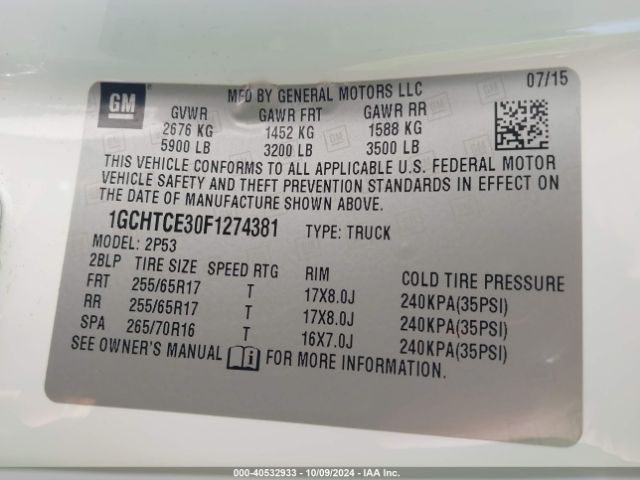 GM
MFD BY GENERAL MOTORS LLC
07/15
GVWR GAWR FRT GAWR RR
2676 KG 1452 KG 1588 KG
5900 LB 3200 LB 3500 LB
THIS VEHICLE CONFORMS TO ALL APPLICABLE U.S. FEDERAL MOTOR
VEHICLE SAFETY AND THEFT PREVENTION STANDARDS IN EFFECT ON
THE DATE OF MANUFACTURE SHOWN ABOVE.
1GCHTCE30F1274381 TYPE: TRUCK
MODEL: 2P53
2BLP TIRE SIZE SPEED RTG RIM COLD TIRE PRESSURE
FRT 255/65R17 T 17X8.0J 240KPA(35PSI)
RR 255/65R17 T 17X8.0J 240KPA(35PSI)
SPA 265/70R16 T 16X7.0J 240KPA(35PSI)
SEE OWNER'S MANUAL FOR MORE INFORMATION.
000-40532933 - 10/09/2024 - IAA Inc.